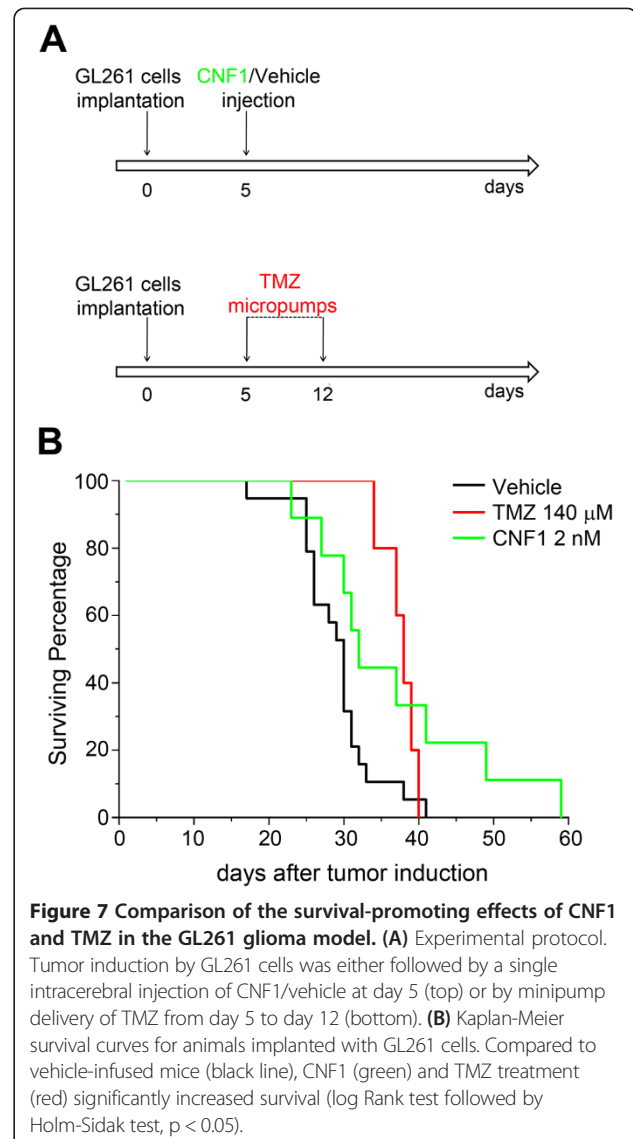 A
GL261 cells
implantation
CNF1/Vehicle
injection
0
5
days
GL261 cells
implantation
TMZ
micropumps
0
5
12
days
B
100
80
60
40
20
0
Surviving Percentage
Vehicle
TMZ 140 μM
CNF1 2 nM
0
10
20
30
40
50
60
days after tumor induction
Figure 7 Comparison of the survival-promoting effects of CNF1
and TMZ in the GL261 glioma model. (A) Experimental protocol.
Tumor induction by GL261 cells was either followed by a single
intracerebral injection of CNF1/vehicle at day 5 (top) or by minipump
delivery of TMZ from day 5 to day 12 (bottom). (B) Kaplan-Meier
survival curves for animals implanted with GL261 cells. Compared to
vehicle-infused mice (black line), CNF1 (green) and TMZ treatment
(red) significantly increased survival (log Rank test followed by
Holm-Sidak test, p < 0.05).